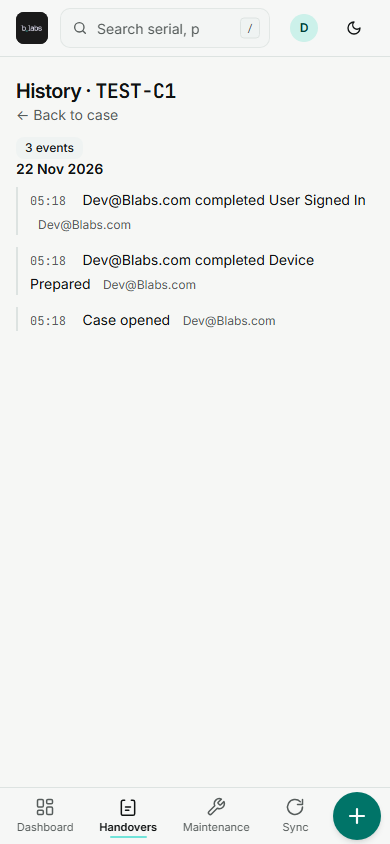 b_labs
Search serial, p
/
D
History · TEST-C1
← Back to case
3 events
22 Nov 2026
05:18 Dev@Blabs.com completed User Signed In
Dev@Blabs.com
05:18 Dev@Blabs.com completed Device
Prepared Dev@Blabs.com
05:18 Case opened Dev@Blabs.com
Dashboard
Handovers
Maintenance
Sync